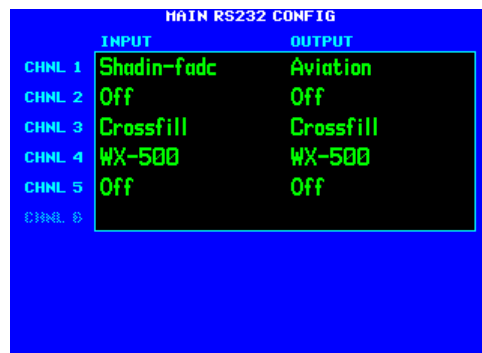 MAIN RS232 CONFIG
INPUT OUTPUT
CHNL 1 Shadin-fadc Aviation
CHNL 2 Off Off
CHNL 3 Crossfill Crossfill
CHNL 4 WX-500 WX-500
CHNL 5 Off Off
CHNL 6